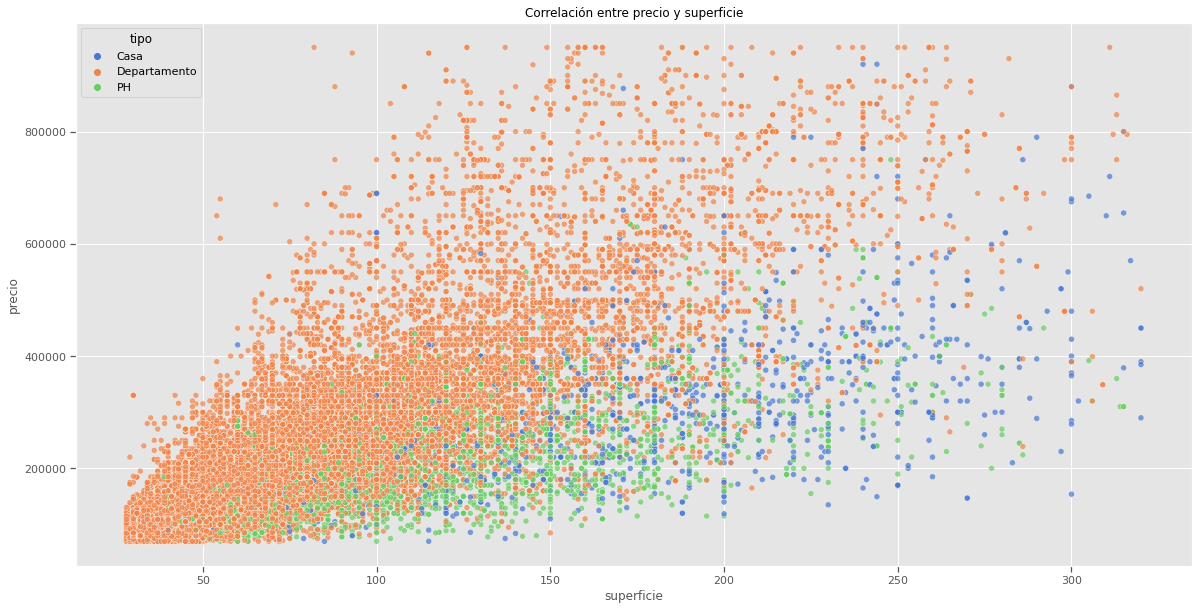 Correlación entre precio y superficie
tipo
Casa
Departamento
PH
800000
600000
400000
200000
precio
50
100
150
200
250
300
superficie